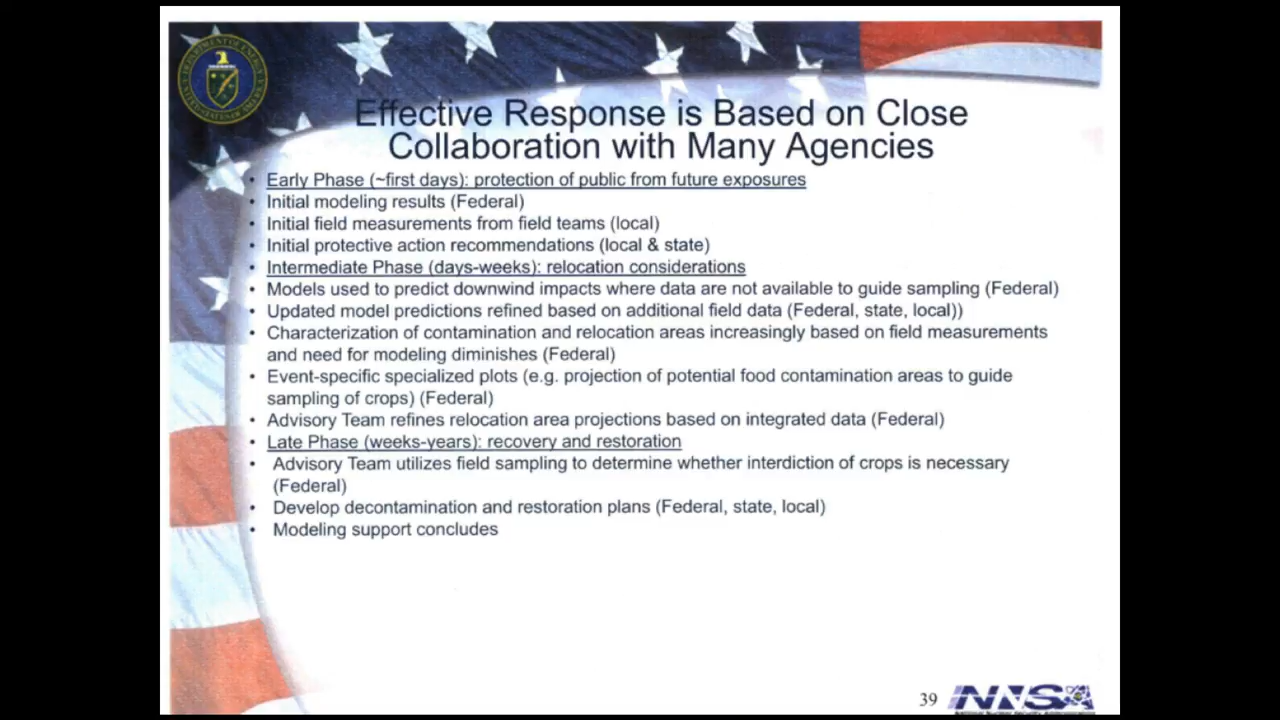 Effective Response is Based on Close
Collaboration with Many Agencies
• Early Phase (~first days): protection of public from future exposures
• Initial modeling results (Federal)
• Initial field measurements from field teams (local)
• Initial protective action recommendations (local & state)
• Intermediate Phase (days-weeks): relocation considerations
• Models used to predict downwind impacts where data are not available to guide sampling (Federal)
• Updated model predictions refined based on additional field data (Federal, state, local))
• Characterization of contamination and relocation areas increasingly based on field measurements
and need for modeling diminishes (Federal)
• Event-specific specialized plots (e.g. projection of potential food contamination areas to guide
sampling of crops) (Federal)
• Advisory Team refines relocation area projections based on integrated data (Federal)
• Late Phase (weeks-years): recovery and restoration
• Advisory Team utilizes field sampling to determine whether interdiction of crops is necessary
(Federal)
• Develop decontamination and restoration plans (Federal, state, local)
• Modeling support concludes
39
NNSA